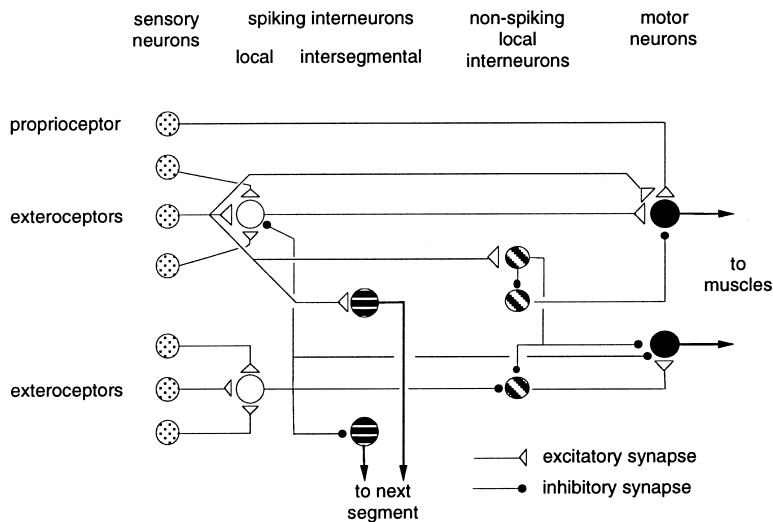 sensory
neurons
spiking interneurons
local
intersegmental
non-spiking
local
interneurons
motor
neurons
proprioceptor
exteroceptors
to
muscles
exteroceptors
excitatory synapse
inhibitory synapse
to next
segment